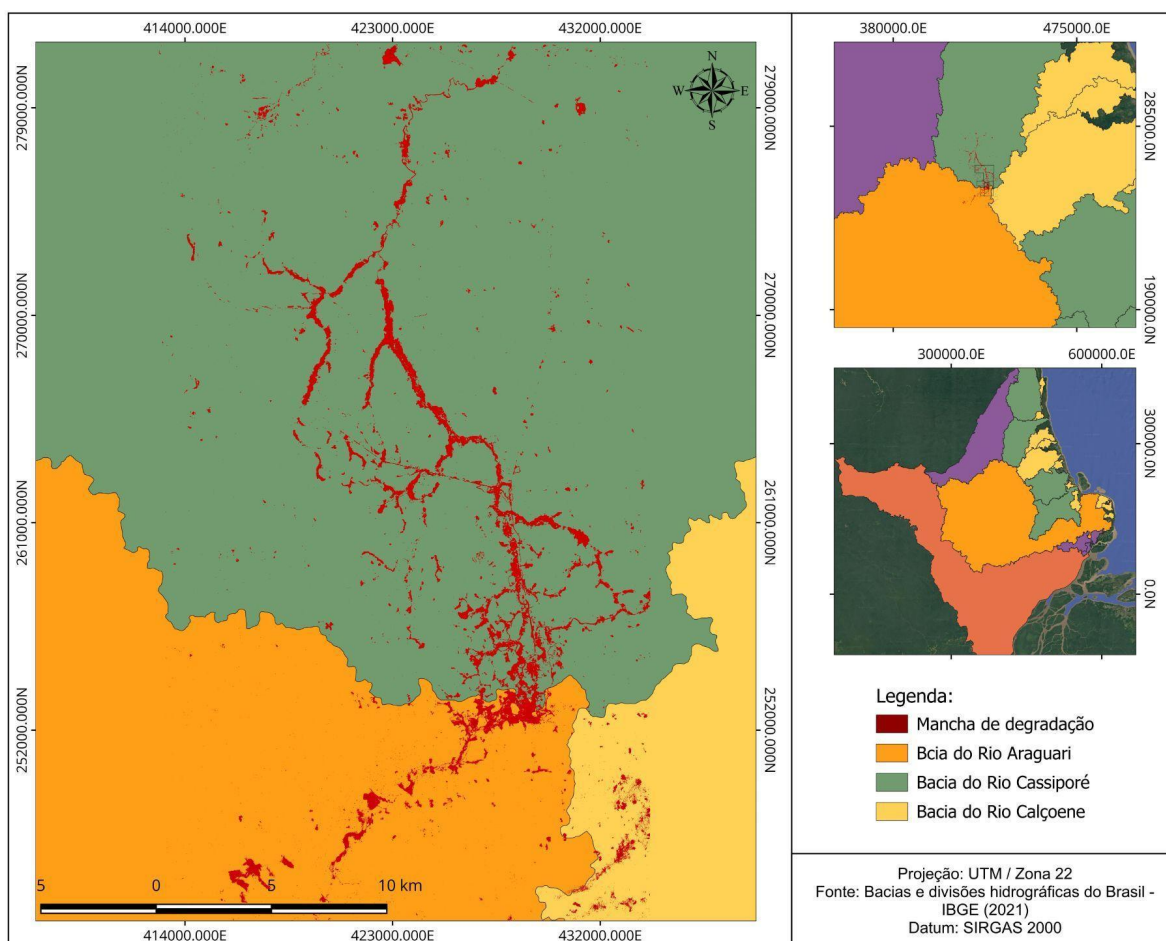 414000.000E 423000.000E 432000.000E
279000.000N
270000.000N
261000.000N
252000.000N
N
W E
S
279000.000N
270000.000N
261000.000N
252000.000N
5 0 5 10 km
414000.000E 423000.000E 432000.000E
380000.0E 475000.0E
285000.0N
190000.0N
300000.0E 600000.0E
300000.0N
0.0N
Legenda:
Mancha de degradação
Bcia do Rio Araguari
Bacia do Rio Cassiporé
Bacia do Rio Calçoene
Projeção: UTM / Zona 22
Fonte: Bacias e divisões hidrográficas do Brasil -
IBGE (2021)
Datum: SIRGAS 2000